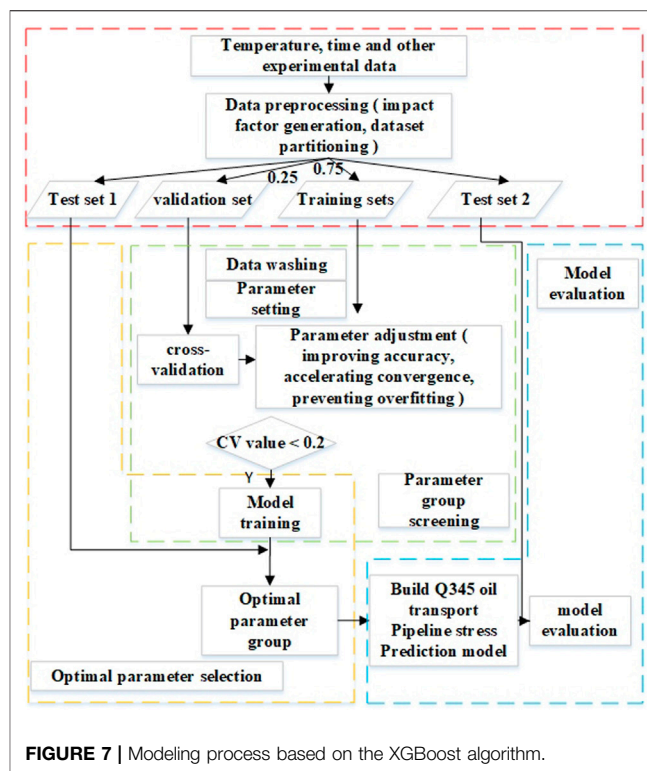 Temperature, time and other
experimental data
Data preprocessing ( impact
factor generation, dataset
partitioning )
0.25
0.75
Test set 1
validation set
Training sets
Test set 2
Data washing
Parameter
setting
Model
evaluation
cross-
validation
Parameter adjustment (
improving accuracy,
accelerating convergence,
preventing overfitting )
CV value < 0.2
Y
Model
training
Parameter
group
screening
Optimal
parameter
group
Build Q345 oil
transport
Pipeline stress
Prediction model
model
evaluation
Optimal parameter selection
FIGURE 7 | Modeling process based on the XGBoost algorithm.